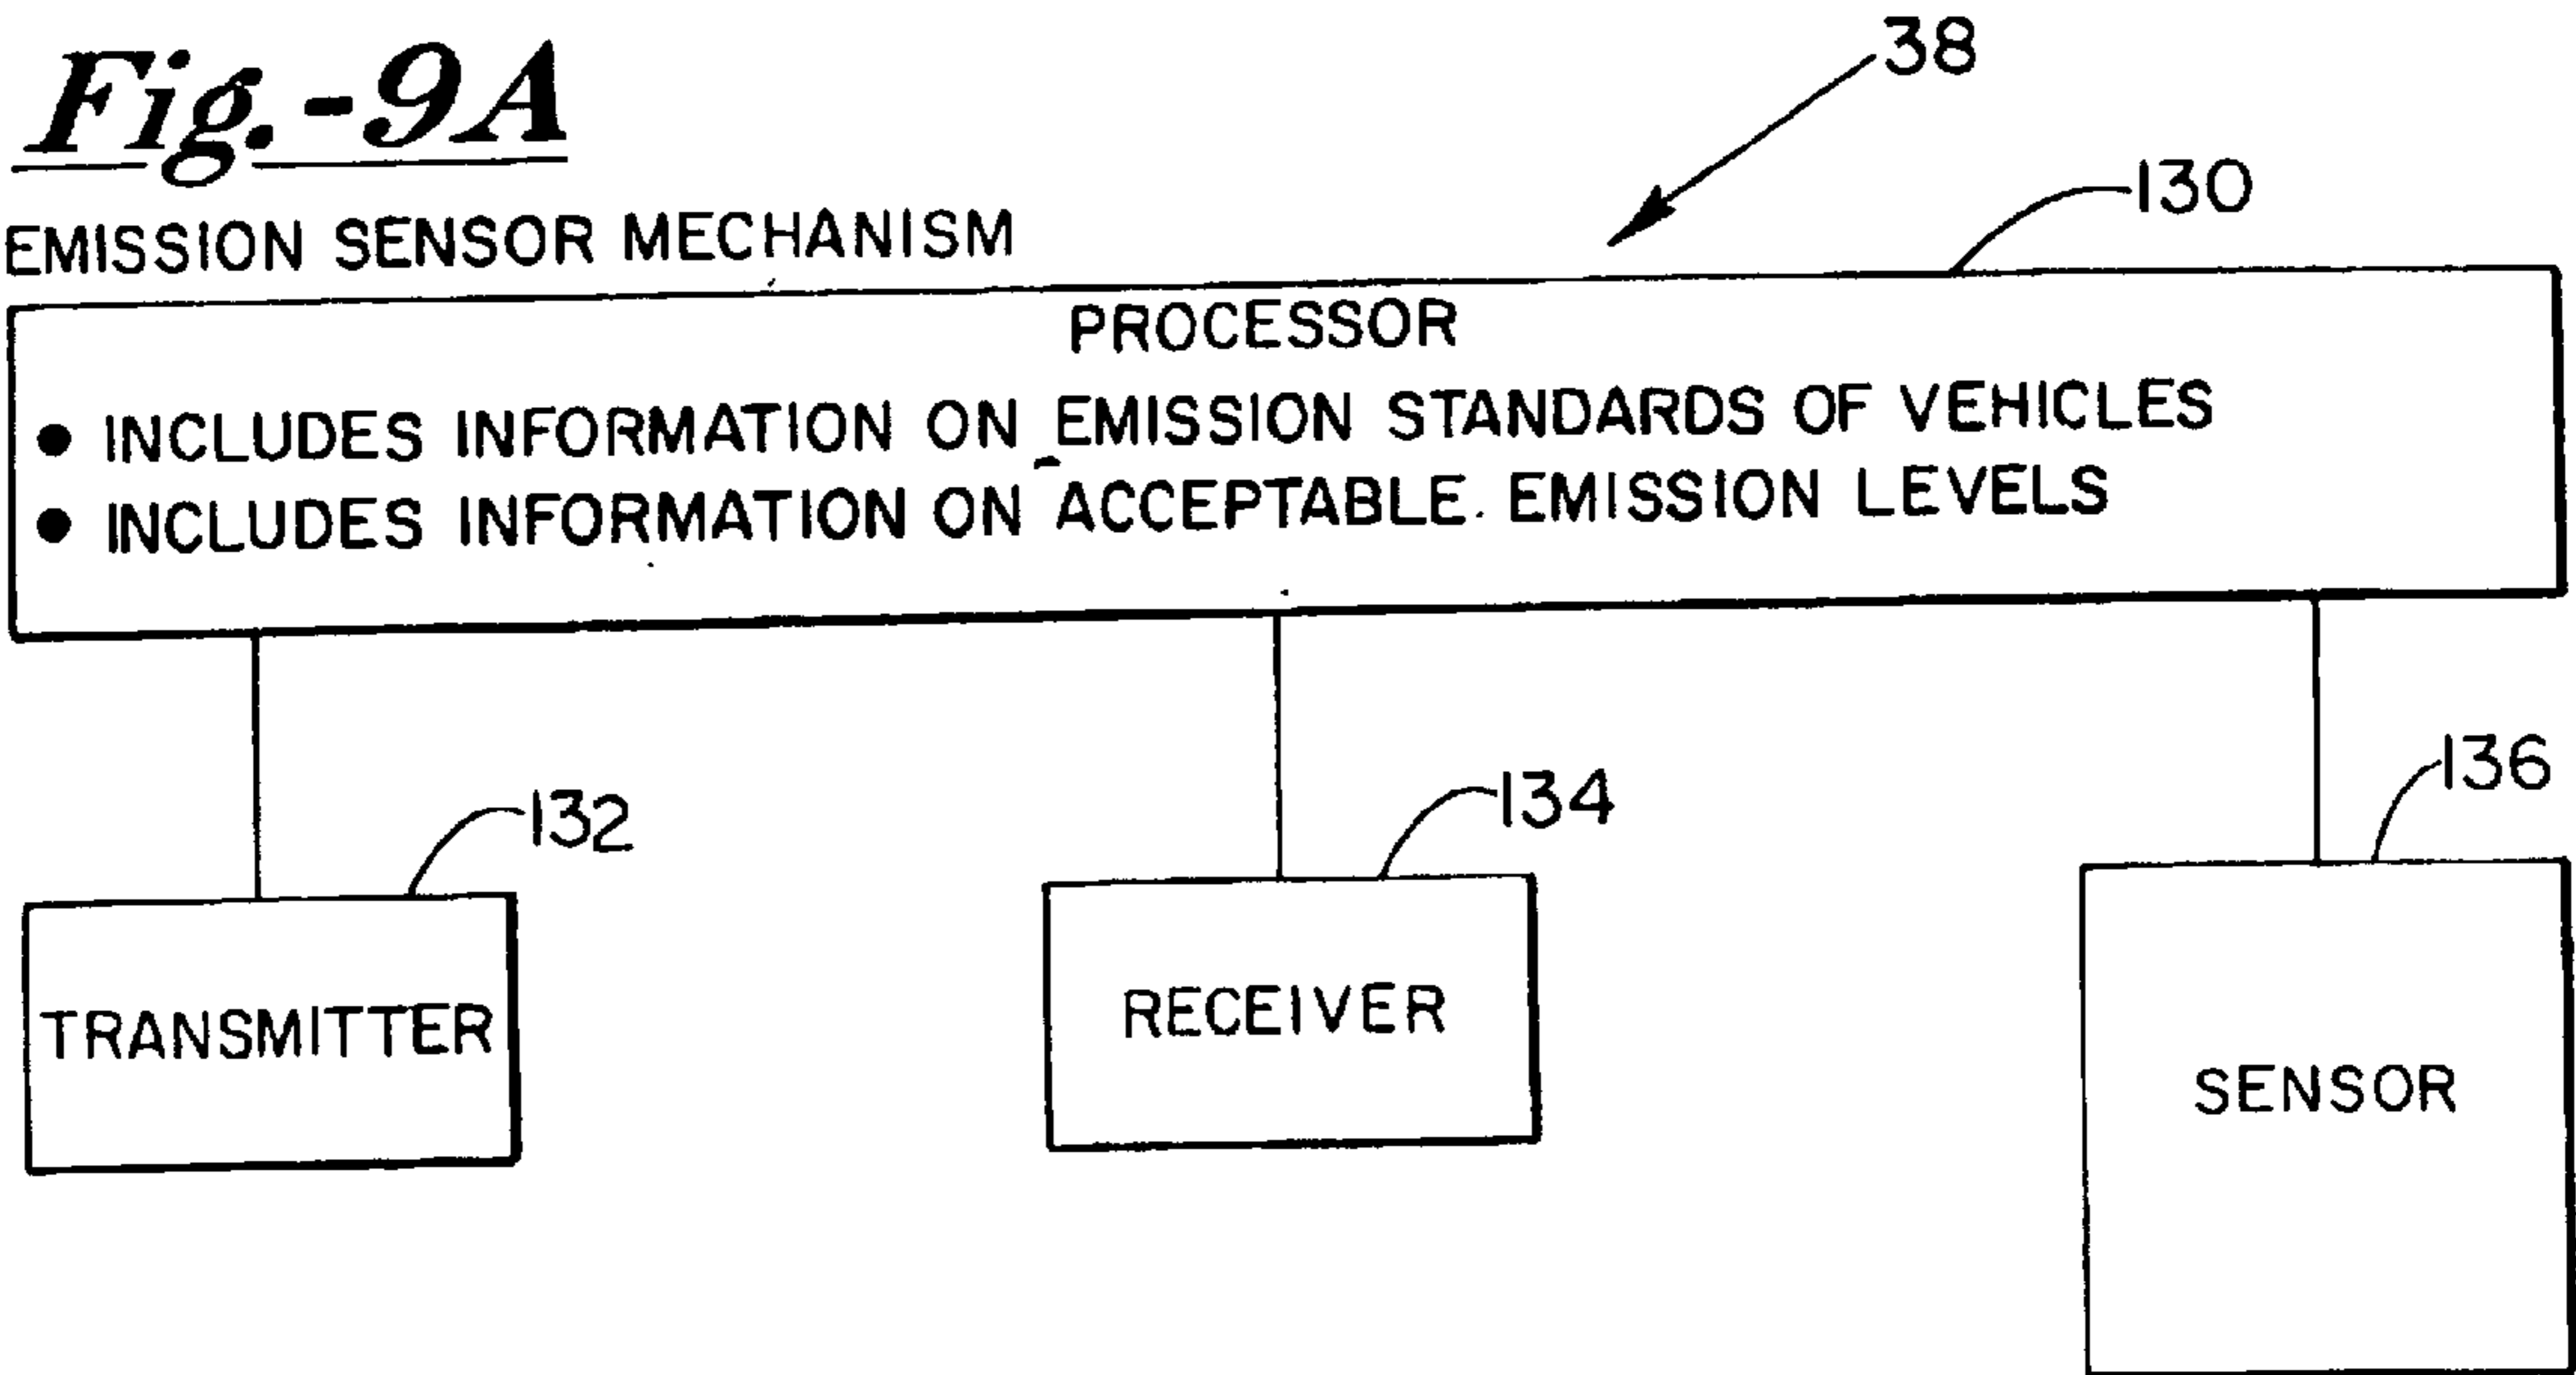 Fig.-9A
38
130
EMISSION SENSOR MECHANISM
PROCESSOR
● INCLUDES INFORMATION ON EMISSION STANDARDS OF VEHICLES
● INCLUDES INFORMATION ON ACCEPTABLE EMISSION LEVELS
132
134
136
TRANSMITTER
RECEIVER
SENSOR